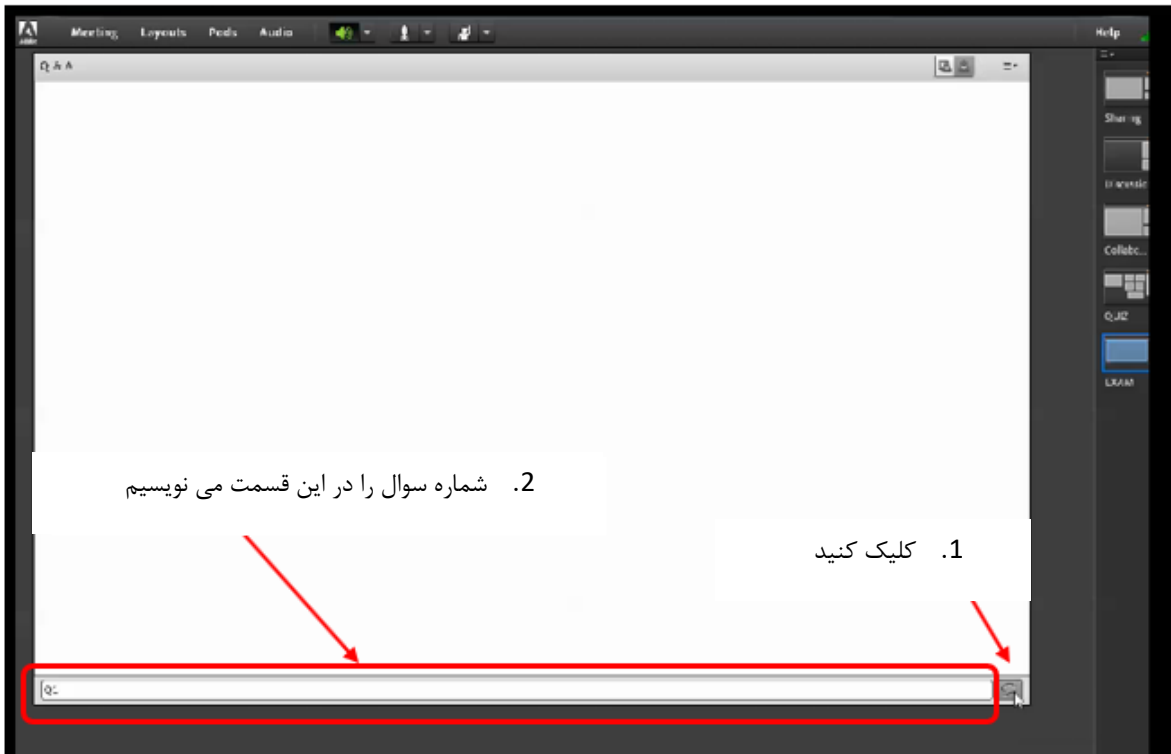 Meeting Layouts Pods Audio Help
Q & A
Sharing
Collabc...
QUIZ
EXAM
2. شماره سوال را در این قسمت می نویسیم
1. کلیک کنید